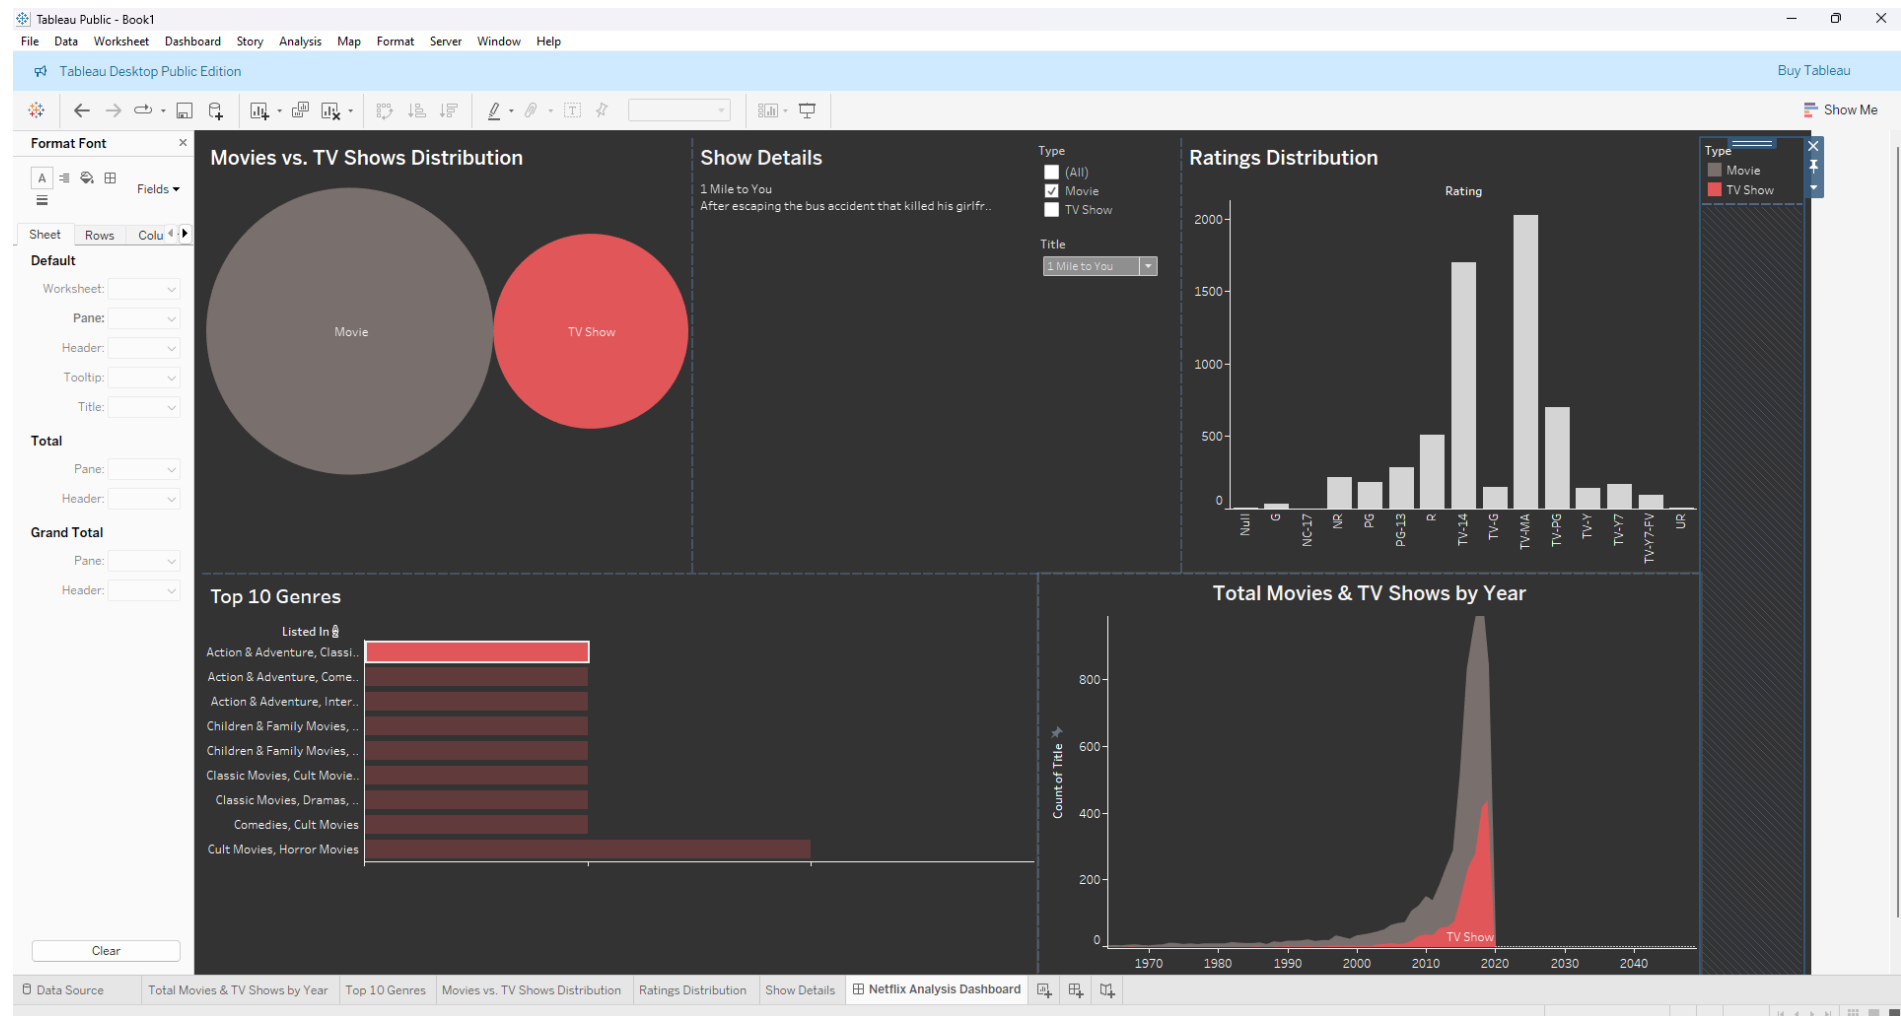 Tableau Public - Book1
File Data Worksheet Dashboard Story Analysis Map Format Server Window Help
Tableau Desktop Public Edition
Buy Tableau
Show Me
Format Font
Fields
Sheet Rows Colu
Default
Worksheet:
Pane:
Header:
Tooltip:
Title:
Total
Pane:
Header:
Grand Total
Pane:
Header:
Clear
Movies vs. TV Shows Distribution
Movie
TV Show
Show Details
1 Mile to You
After escaping the bus accident that killed his girlfr..
Type
(All)
Movie
TV Show
Title
1 Mile to You
Ratings Distribution
Rating
2000
1500
1000
500
0
Null
G
NC-17
NR
PG
PG-13
R
TV-14
TV-G
TV-MA
TV-PG
TV-Y
TV-Y7
TV-Y7-FV
UR
Type
Movie
TV Show
Top 10 Genres
Listed In
Action & Adventure, Classi..
Action & Adventure, Come..
Action & Adventure, Inter..
Children & Family Movies, ..
Children & Family Movies, ..
Classic Movies, Cult Movie..
Classic Movies, Dramas, ..
Comedies, Cult Movies
Cult Movies, Horror Movies
Total Movies & TV Shows by Year
Count of Title
800
600
400
200
0
TV Show
1970 1980 1990 2000 2010 2020 2030 2040
Data Source Total Movies & TV Shows by Year Top 10 Genres Movies vs. TV Shows Distribution Ratings Distribution Show Details Netflix Analysis Dashboard